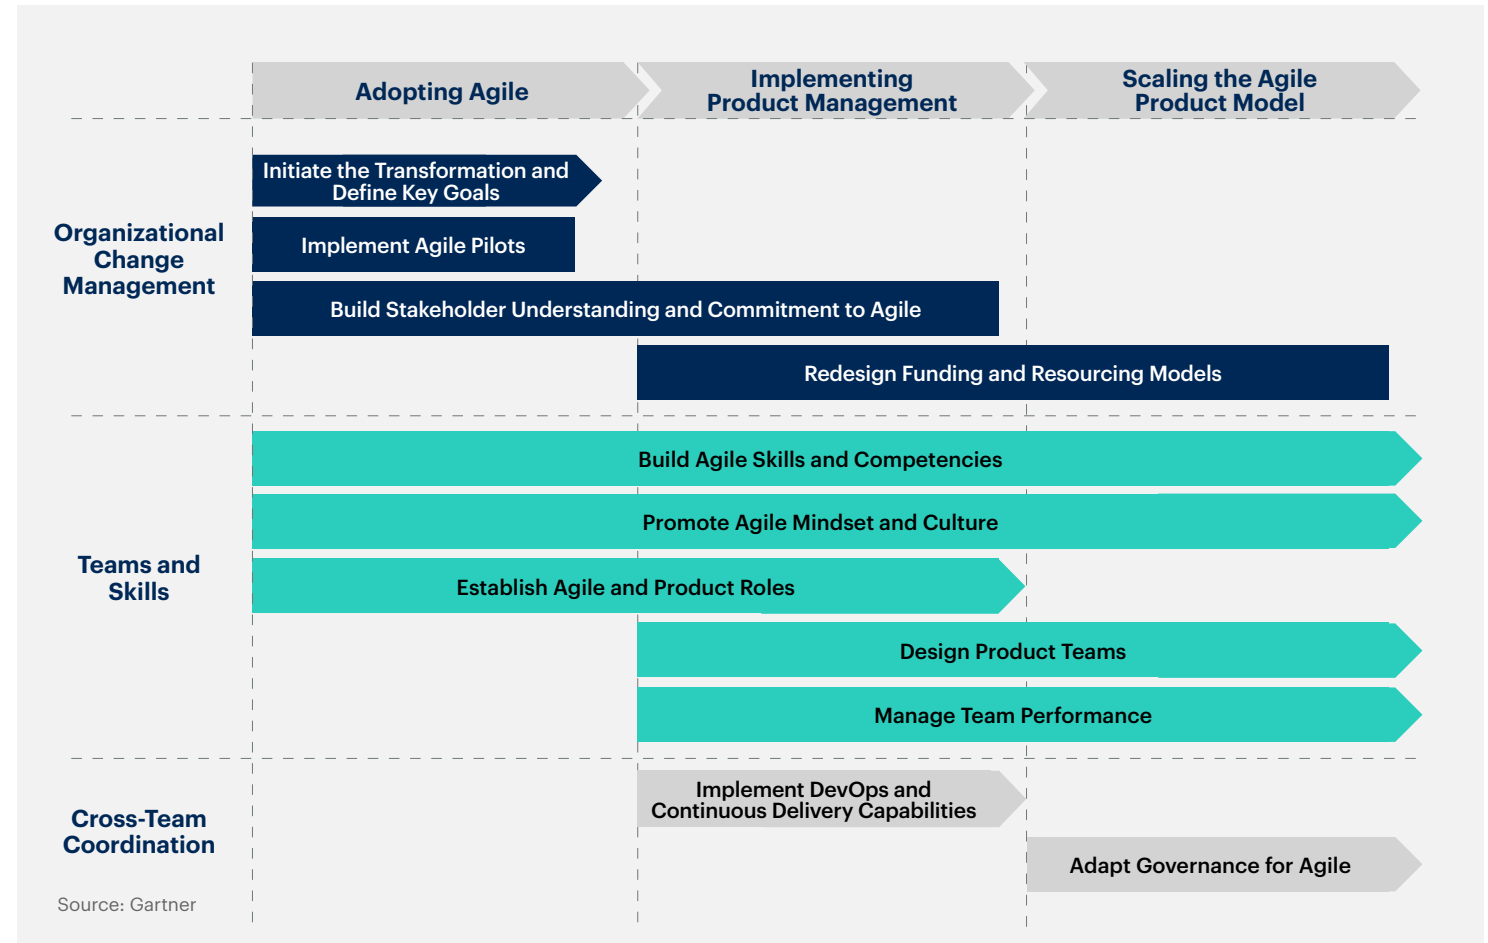 Adopting Agile
Implementing
Product Management
Scaling the Agile
Product Model
Organizational
Change
Management
Initiate the Transformation and
Define Key Goals
Implement Agile Pilots
Build Stakeholder Understanding and Commitment to Agile
Redesign Funding and Resourcing Models
Teams and
Skills
Build Agile Skills and Competencies
Promote Agile Mindset and Culture
Establish Agile and Product Roles
Design Product Teams
Manage Team Performance
Cross-Team
Coordination
Implement DevOps and
Continuous Delivery Capabilities
Adapt Governance for Agile
Source: Gartner